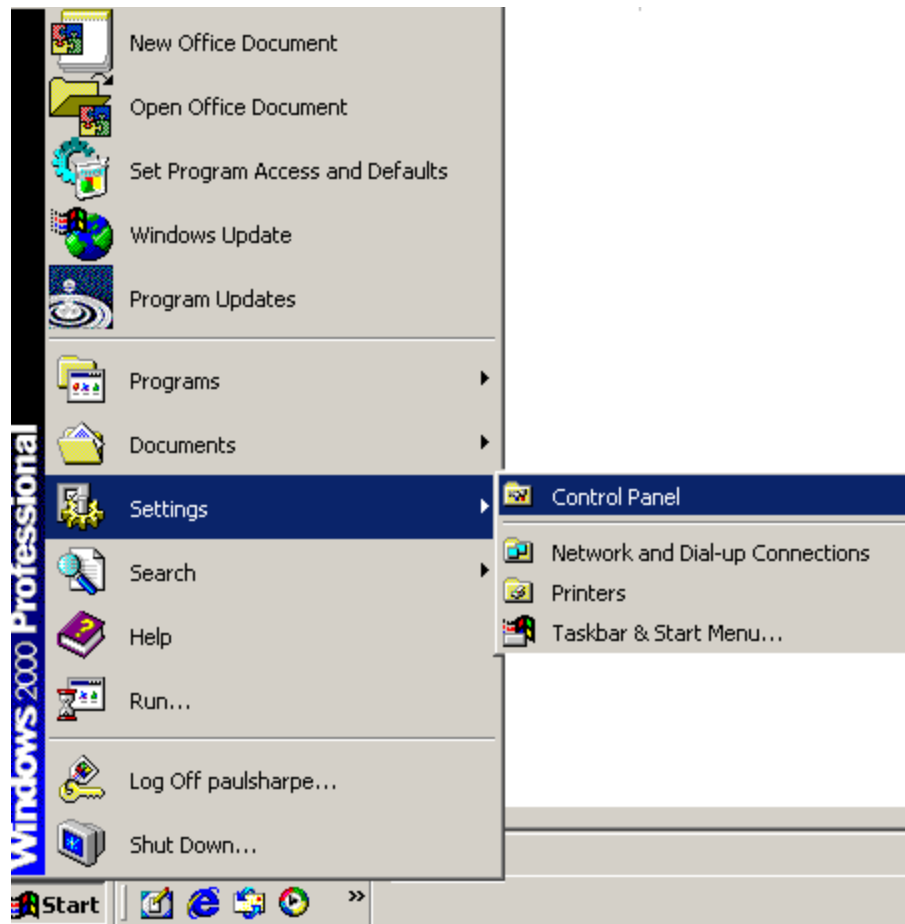 New Office Document
Open Office Document
Set Program Access and Defaults
Windows Update
Program Updates
Programs
Documents
Settings
Search
Help
Run...
Log Off paulsharpe...
Shut Down...
Control Panel
Network and Dial-up Connections
Printers
Taskbar & Start Menu...
Windows 2000 Professional
Start
»